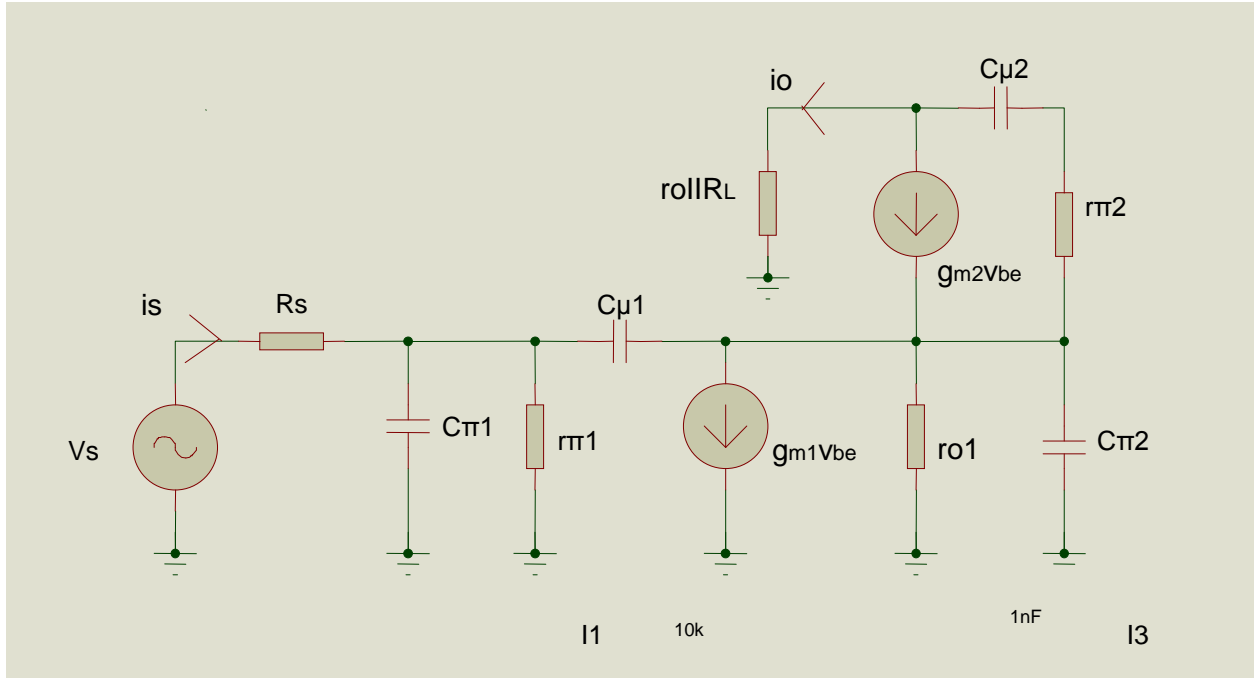 Cμ2
io
roIIRL
rπ2
gm2Vbe
is
Rs
Cμ1
Vs
Cπ1
rπ1
gm1Vbe
ro1
Cπ2
I1
10k
1nF
I3